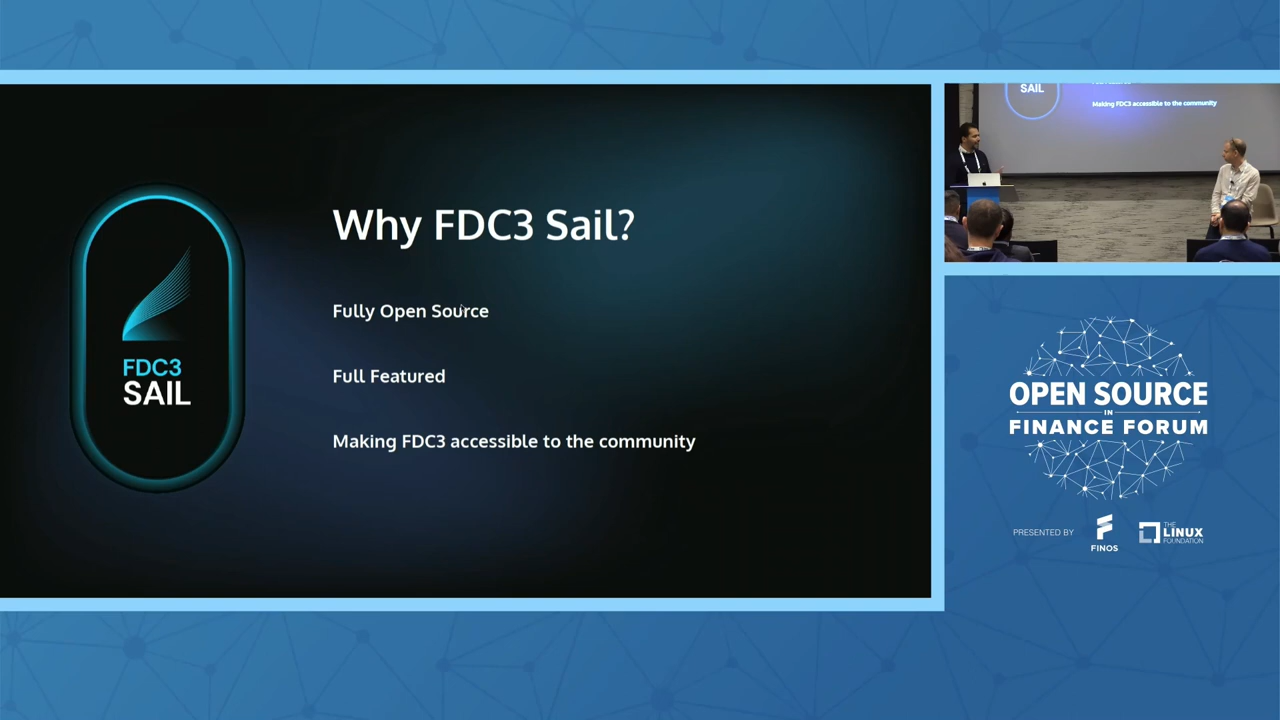 Why FDC3 Sail?
Fully Open Source
Full Featured
Making FDC3 accessible to the community
FDC3
SAIL
SAIL
Making FDC3 accessible to the community
OPEN SOURCE
IN
FINANCE FORUM
PRESENTED BY
FINOS
THE
LINUX
FOUNDATION